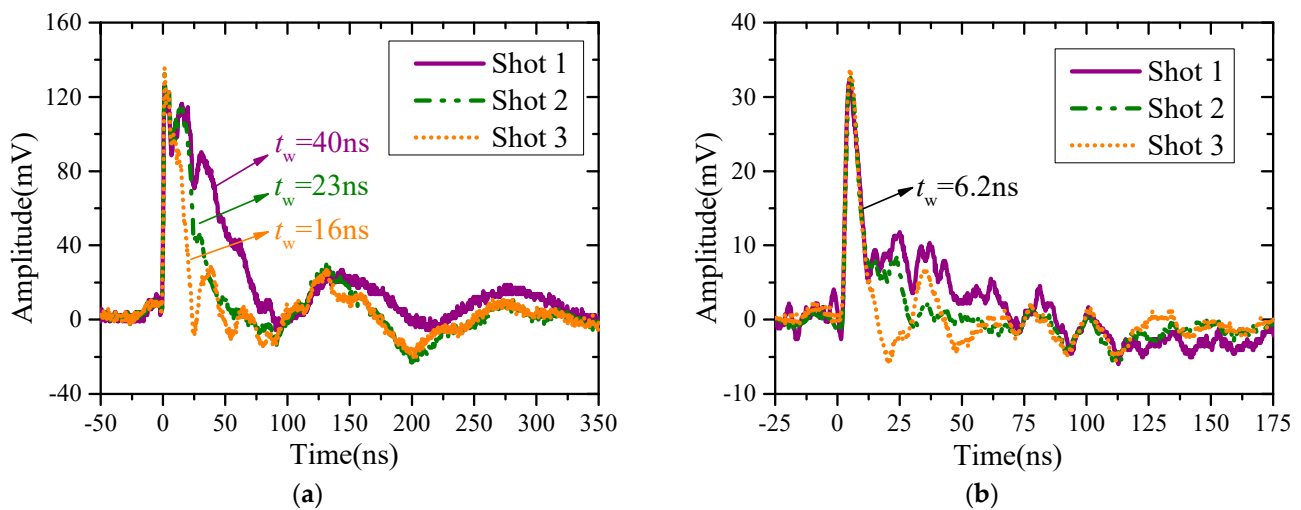 160
120
80
40
0
-40
Amplitude(mV)
Shot 1
Shot 2
Shot 3
tw=40ns
tw=23ns
tw=16ns
-50 0 50 100 150 200 250 300 350
Time(ns)
(a)
40
30
20
10
0
-10
Amplitude(mV)
Shot 1
Shot 2
Shot 3
tw=6.2ns
-25 0 25 50 75 100 125 150 175
Time(ns)
(b)